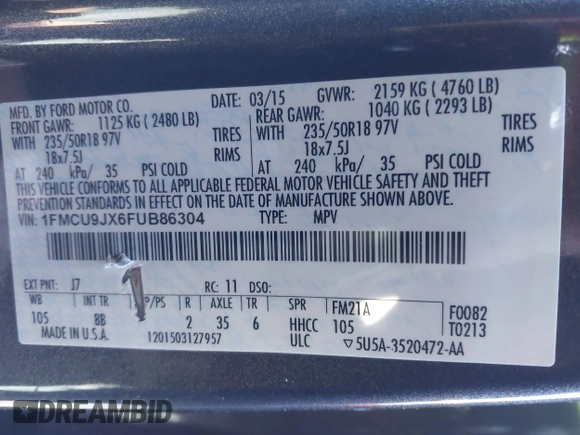 MFD. BY FORD MOTOR CO. DATE: 03/15 GVWR: 2159 KG ( 4760 LB)
FRONT GAWR: 1125 KG ( 2480 LB) REAR GAWR: 1040 KG ( 2293 LB)
WITH 235/50R18 97V TIRES WITH 235/50R18 97V TIRES
18x7.5J RIMS 18x7.5J RIMS
AT 240 kPa/ 35 PSI COLD AT 240 kPa/ 35 PSI COLD
THIS VEHICLE CONFORMS TO ALL APPLICABLE FEDERAL MOTOR VEHICLE SAFETY AND THEFT
PREVENTION STANDARDS IN EFFECT ON THE DATE OF MANUFACTURE SHOWN ABOVE.
VIN: 1FMCU9JX6FUB86304 TYPE: MPV
EXT PNT: J7 RC: 11 DSO:
WB INT TR P/PS R AXLE TR SPR FM21A F0082
105 8B 2 35 6 HHCC 105 T0213
MADE IN U.S.A. 1201503127957 ULC ▽5U5A-3520472-AA
1
DREAMBID